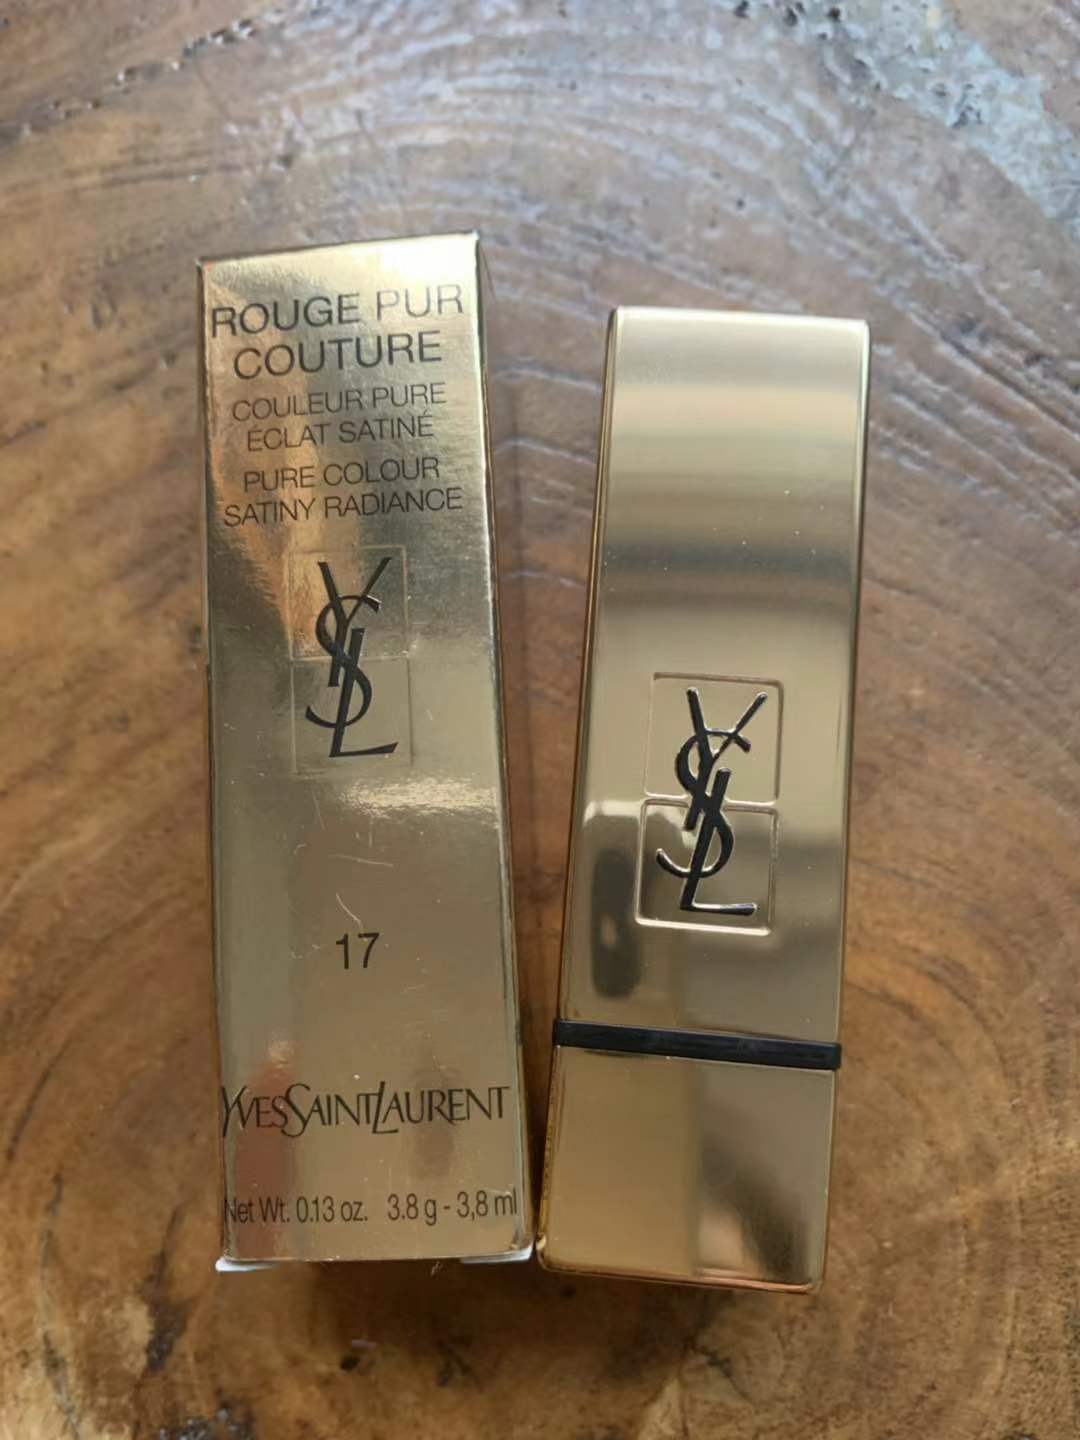 ROUGE PUR
COUTURE
COULEUR PURE
ÉCLAT SATINÉ
PURE COLOUR
SATINY RADIANCE
YSL
17
YVESSAINTLAURENT
Net Wt. 0.13 oz. 3.8 g - 3,8 ml
YSL